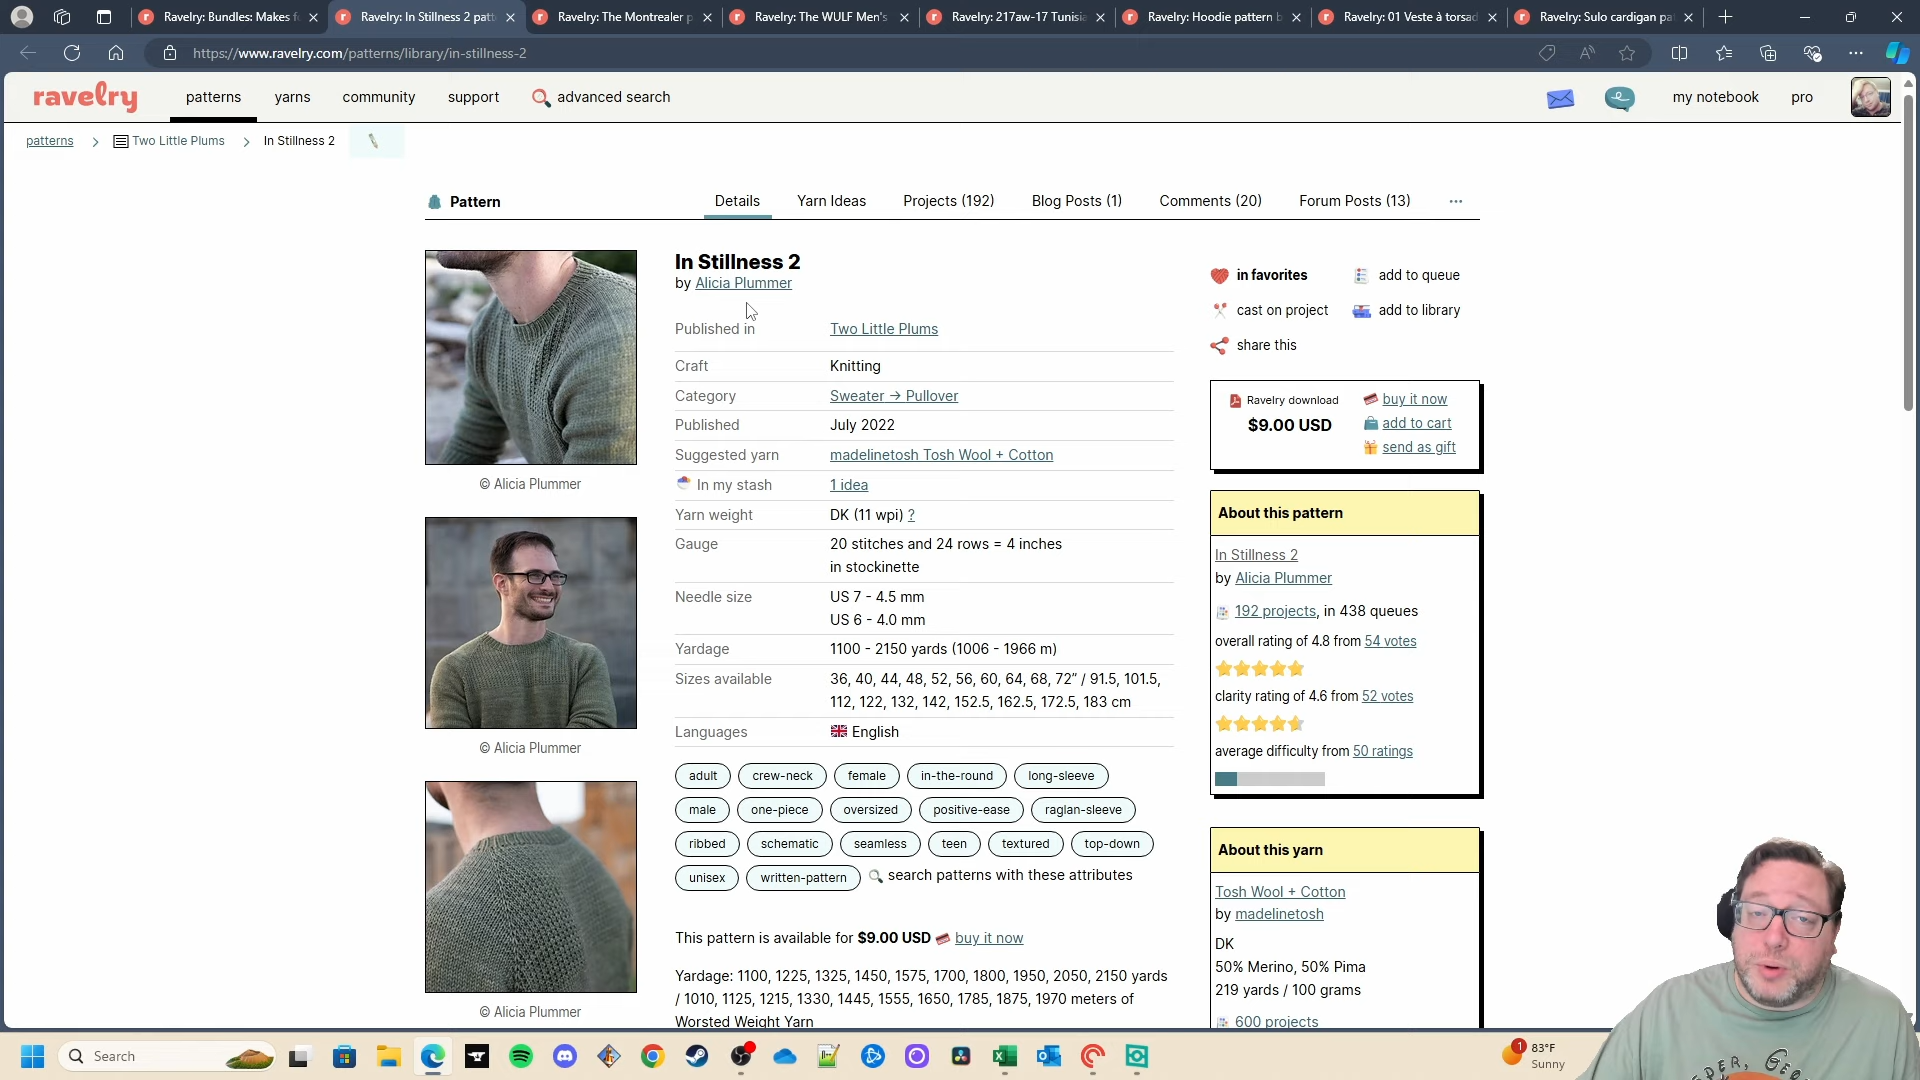 Ravelry: Bundles: Makes f
Ravelry: In Stillness 2 patt
Ravelry: The Montrealer p
Ravelry: The WULF Men's
Ravelry: 217aw-17 Tunisia
Ravelry: Hoodie pattern b
Ravelry: 01 Veste à torsad
Ravelry: Sulo cardigan pa
https://www.ravelry.com/patterns/library/in-stillness-2
ravelry
patterns
yarns
community
support
advanced search
my notebook
pro
patterns > Two Little Plums > In Stillness 2
Pattern
Details
Yarn Ideas
Projects (192)
Blog Posts (1)
Comments (20)
Forum Posts (13)
...
© Alicia Plummer
© Alicia Plummer
© Alicia Plummer
In Stillness 2
by Alicia Plummer
Published in Two Little Plums
Craft Knitting
Category Sweater → Pullover
Published July 2022
Suggested yarn madelinetosh Tosh Wool + Cotton
In my stash 1 idea
Yarn weight DK (11 wpi) ?
Gauge 20 stitches and 24 rows = 4 inches
in stockinette
Needle size US 7 - 4.5 mm
US 6 - 4.0 mm
Yardage 1100 - 2150 yards (1006 - 1966 m)
Sizes available 36, 40, 44, 48, 52, 56, 60, 64, 68, 72” / 91.5, 101.5,
112, 122, 132, 142, 152.5, 162.5, 172.5, 183 cm
Languages English
adult crew-neck female in-the-round long-sleeve
male one-piece oversized positive-ease raglan-sleeve
ribbed schematic seamless teen textured top-down
unisex written-pattern search patterns with these attributes
This pattern is available for $9.00 USD buy it now
Yardage: 1100, 1225, 1325, 1450, 1575, 1700, 1800, 1950, 2050, 2150 yards
/ 1010, 1125, 1215, 1330, 1445, 1555, 1650, 1785, 1875, 1970 meters of
Worsted Weight Yarn
in favorites
add to queue
cast on project
add to library
share this
Ravelry download
$9.00 USD
buy it now
add to cart
send as gift
About this pattern
In Stillness 2
by Alicia Plummer
192 projects, in 438 queues
overall rating of 4.8 from 54 votes
clarity rating of 4.6 from 52 votes
average difficulty from 50 ratings
About this yarn
Tosh Wool + Cotton
by madelinetosh
DK
50% Merino, 50% Pima
219 yards / 100 grams
600 projects
Search
1
83°F
Sunny